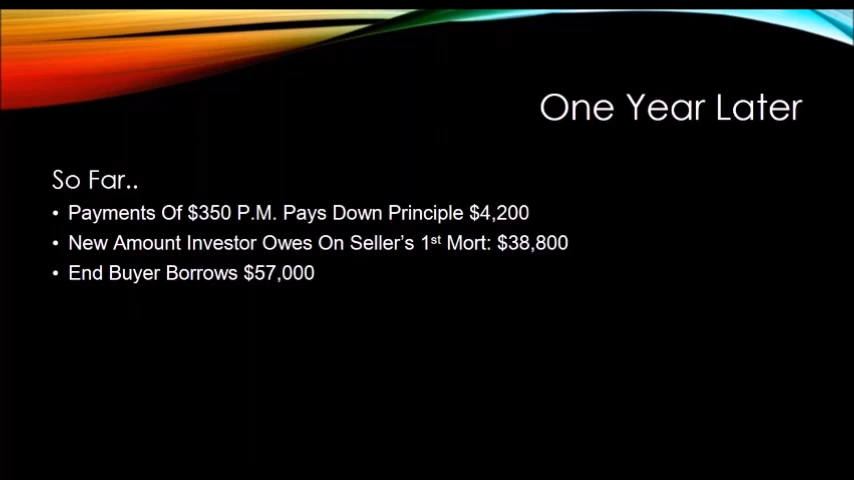 One Year Later
So Far..
• Payments Of $350 P.M. Pays Down Principle $4,200
• New Amount Investor Owes On Seller's 1st Mort: $38,800
• End Buyer Borrows $57,000